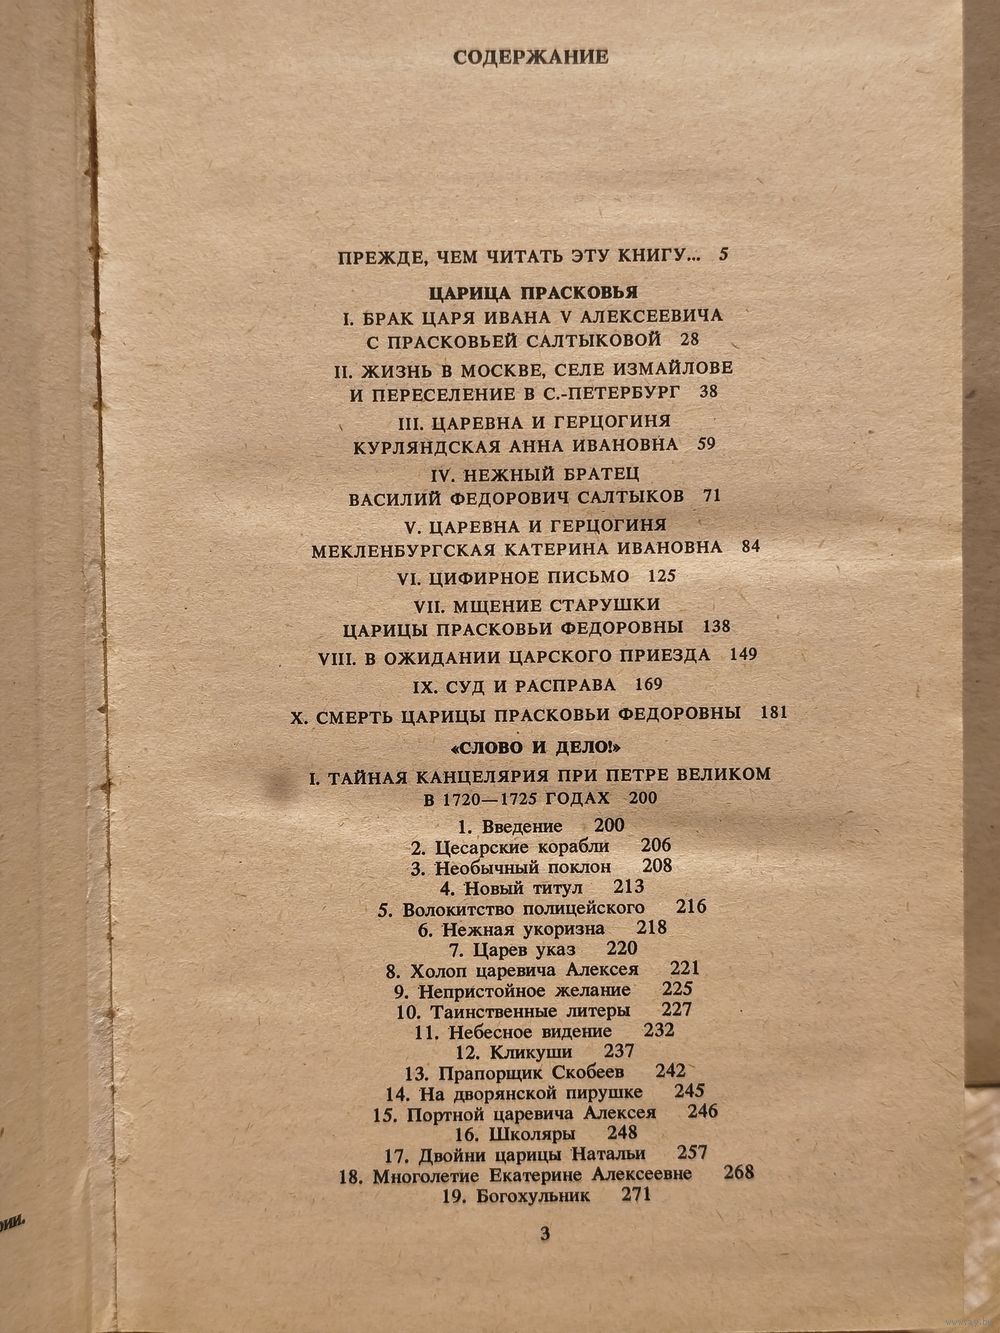 СОДЕРЖАНИЕ
ПРЕЖДЕ, ЧЕМ ЧИТАТЬ ЭТУ КНИГУ... 5
ЦАРИЦА ПРАСКОВЬЯ
I. БРАК ЦАРЯ ИВАНА V АЛЕКСЕЕВИЧА
С ПРАСКОВЬЕЙ САЛТЫКОВОЙ 28
II. ЖИЗНЬ В МОСКВЕ, СЕЛЕ ИЗМАЙЛОВЕ
И ПЕРЕСЕЛЕНИЕ В С.-ПЕТЕРБУРГ 38
III. ЦАРЕВНА И ГЕРЦОГИНЯ
КУРЛЯНДСКАЯ АННА ИВАНОВНА 59
IV. НЕЖНЫЙ БРАТЕЦ
ВАСИЛИЙ ФЕДОРОВИЧ САЛТЫКОВ 71
V. ЦАРЕВНА И ГЕРЦОГИНЯ
МЕКЛЕНБУРГСКАЯ КАТЕРИНА ИВАНОВНА 84
VI. ЦИФИРНОЕ ПИСЬМО 125
VII. МЩЕНИЕ СТАРУШКИ
ЦАРИЦЫ ПРАСКОВЬИ ФЕДОРОВНЫ 138
VIII. В ОЖИДАНИИ ЦАРСКОГО ПРИЕЗДА 149
IX. СУД И РАСПРАВА 169
X. СМЕРТЬ ЦАРИЦЫ ПРАСКОВЬИ ФЕДОРОВНЫ 181
«СЛОВО И ДЕЛО!»
I. ТАЙНАЯ КАНЦЕЛЯРИЯ ПРИ ПЕТРЕ ВЕЛИКОМ
В 1720—1725 ГОДАХ 200
1. Введение 200
2. Цесарские корабли 206
3. Необычный поклон 208
4. Новый титул 213
5. Волокитство полицейского 216
6. Нежная укоризна 218
7. Царев указ 220
8. Холоп царевича Алексея 221
9. Непристойное желание 225
10. Таинственные литеры 227
11. Небесное видение 232
12. Кликуши 237
13. Прапорщик Скобеев 242
14. На дворянской пирушке 245
15. Портной царевича Алексея 246
16. Школяры 248
17. Двойни царицы Натальи 257
18. Многолетие Екатерине Алексеевне 268
19. Богохульник 271
3